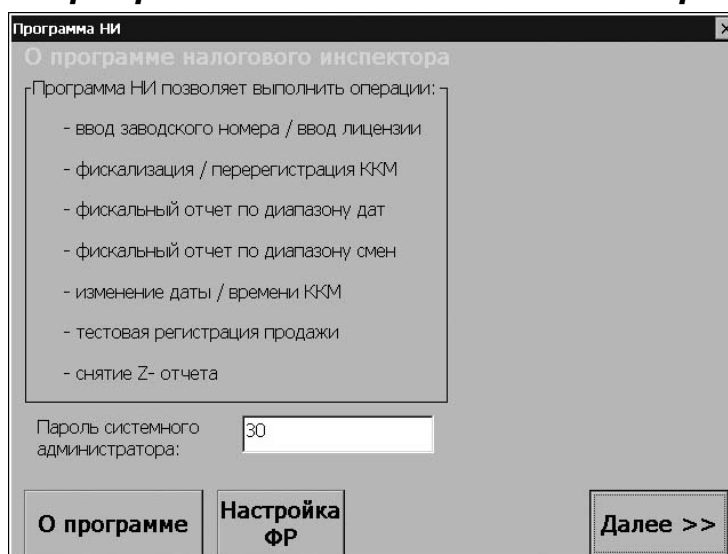 Программа НИ
О программе налогового инспектора
Программа НИ позволяет выполнить операции:
- ввод заводского номера / ввод лицензии
- фискализация / перерегистрация ККМ
- фискальный отчет по диапазону дат
- фискальный отчет по диапазону смен
- изменение даты / времени ККМ
- тестовая регистрация продажи
- снятие Z- отчета
Пароль системного
администратора:
30
О программе
Настройка
ФР
Далее >>